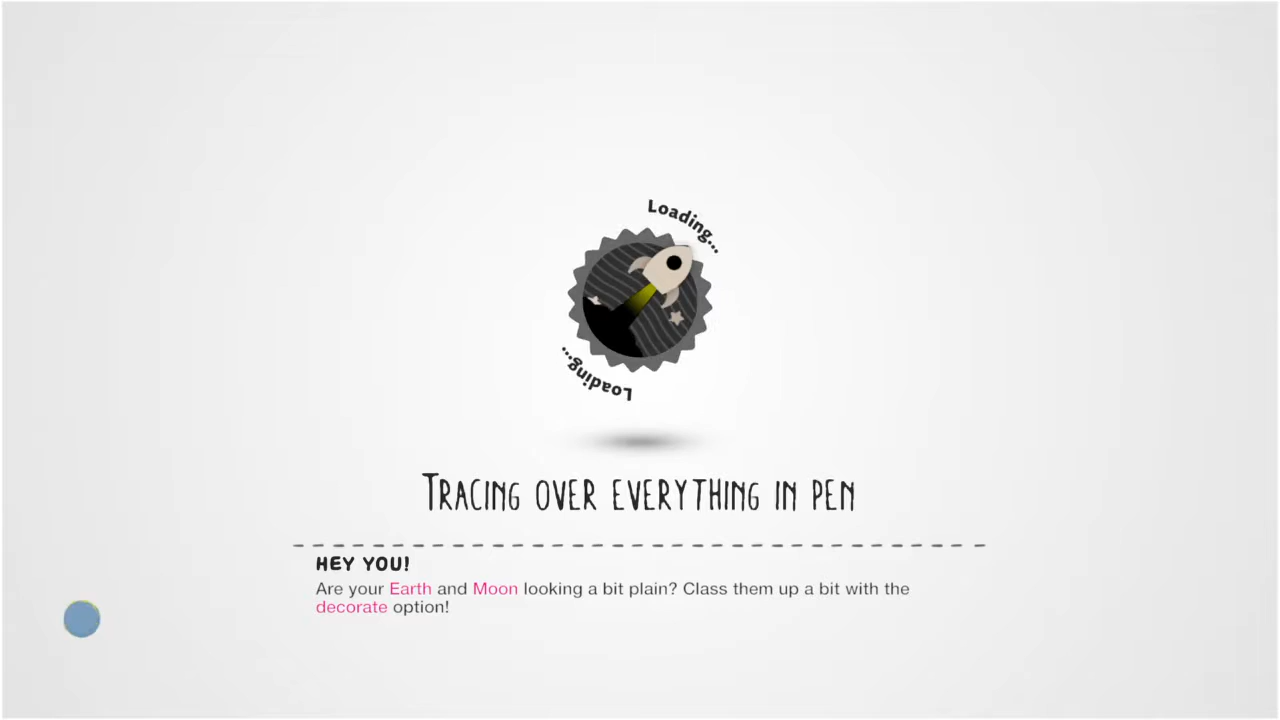 Loading...
Loading...
Tracing over everything in pen
HEY YOU!
Are your Earth and Moon looking a bit plain? Class them up a bit with the
decorate option!